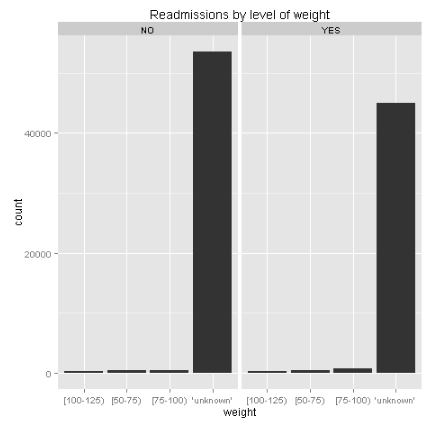 Readmissions by level of weight
NO YES
40000
20000
0
count
[100-125) [50-75) [75-100) 'unknown' [100-125) [50-75) [75-100) 'unknown'
weight